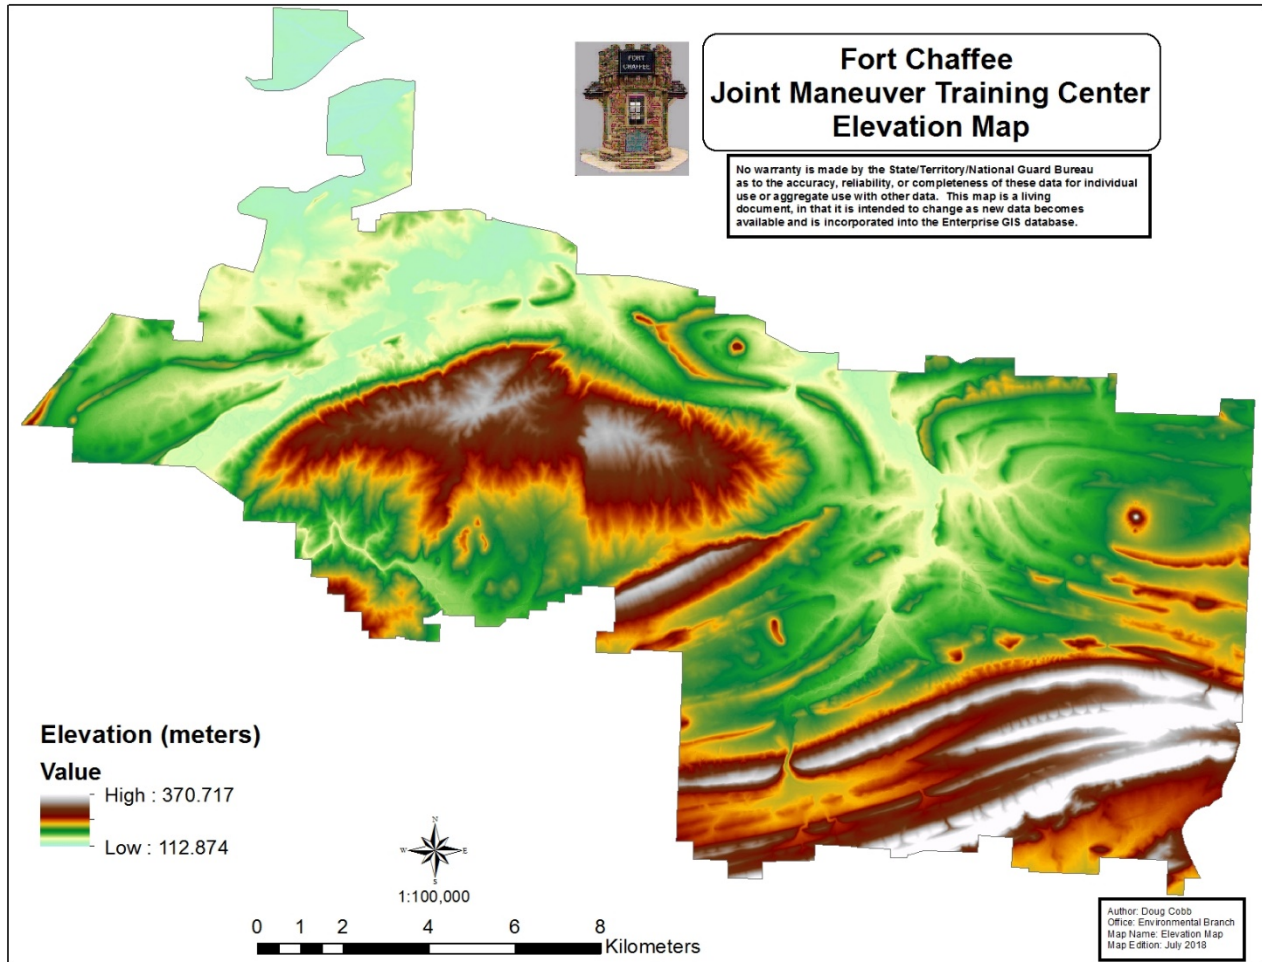 FORT
CHAFFEE
Fort Chaffee
Joint Maneuver Training Center
Elevation Map
No warranty is made by the State/Territory/National Guard Bureau
as to the accuracy, reliability, or completeness of these data for individual
use or aggregate use with other data. This map is a living
document, in that it is intended to change as new data becomes
available and is incorporated into the Enterprise GIS database.
Elevation (meters)
Value
High : 370.717
Low : 112.874
N
W E
S
1:100,000
0 1 2 4 6 8
Kilometers
Author: Doug Cobb
Office: Environmental Branch
Map Name: Elevation Map
Map Edition: July 2018